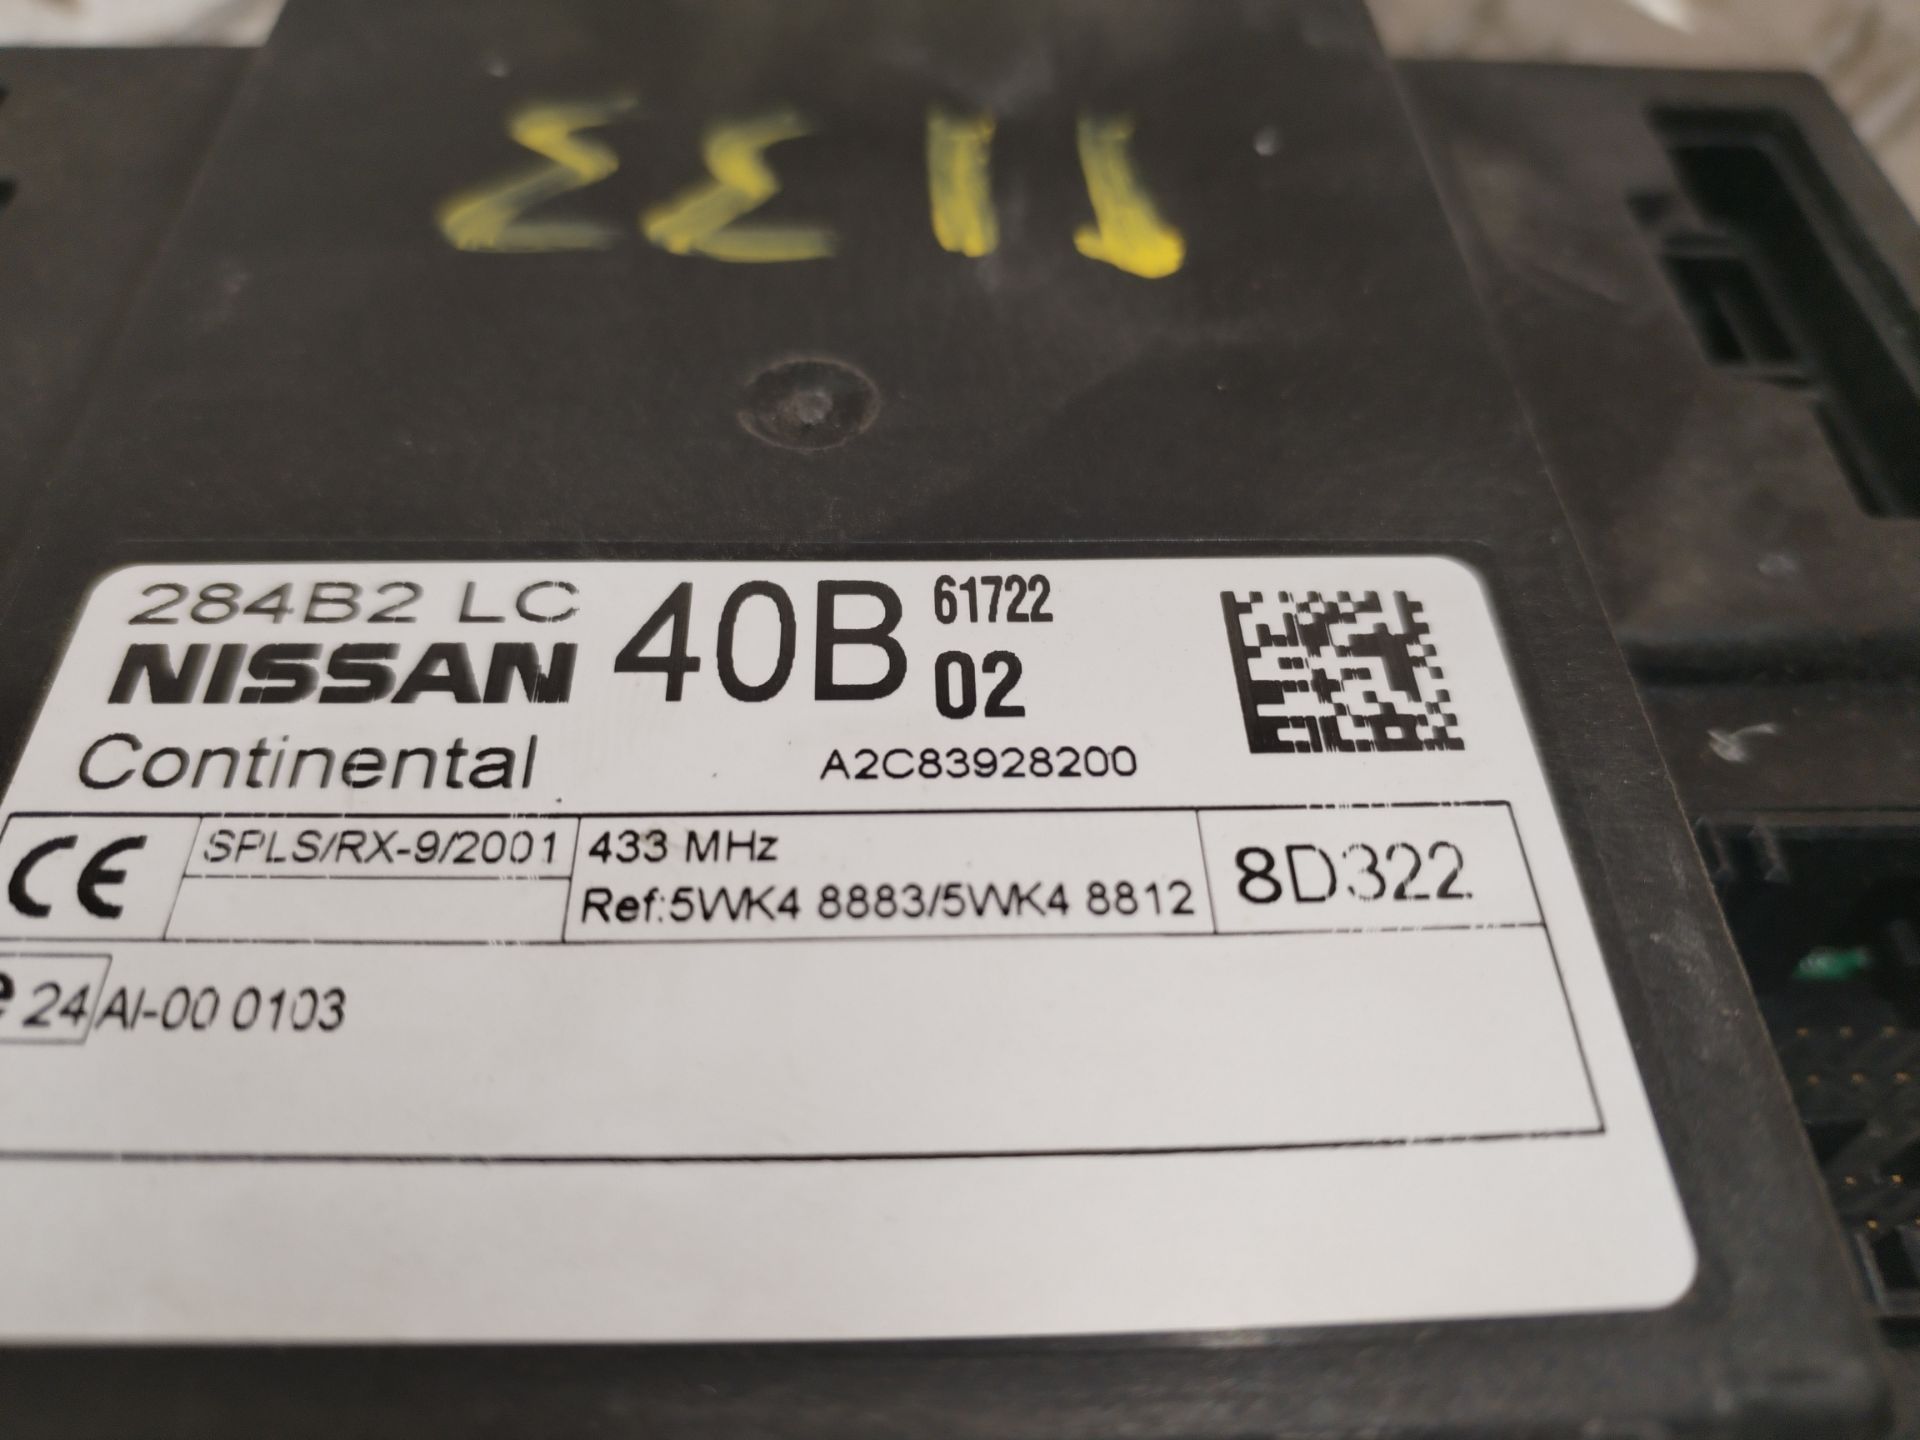 1133
284B2 LC 40B 61722
NISSAN 02
Continental A2C83928200
CE SPLS/RX-9/2001 433 MHz 8D322
Ref:5WK4 8883/5WK4 8812
e 24 AI-00 0103